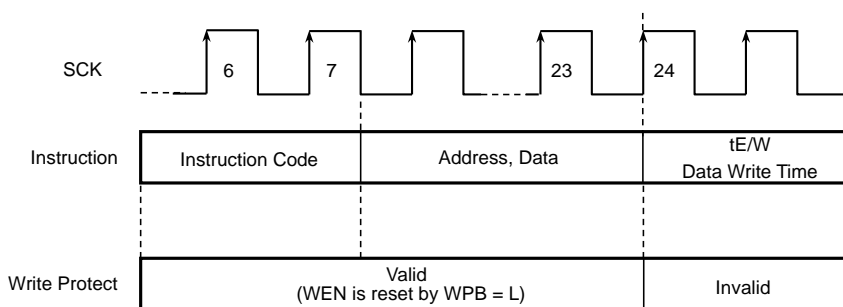 SCK
6
7
23
24
Instruction
Instruction Code
Address, Data
tE/W
Data Write Time
Write Protect
Valid
(WEN is reset by WPB = L)
Invalid